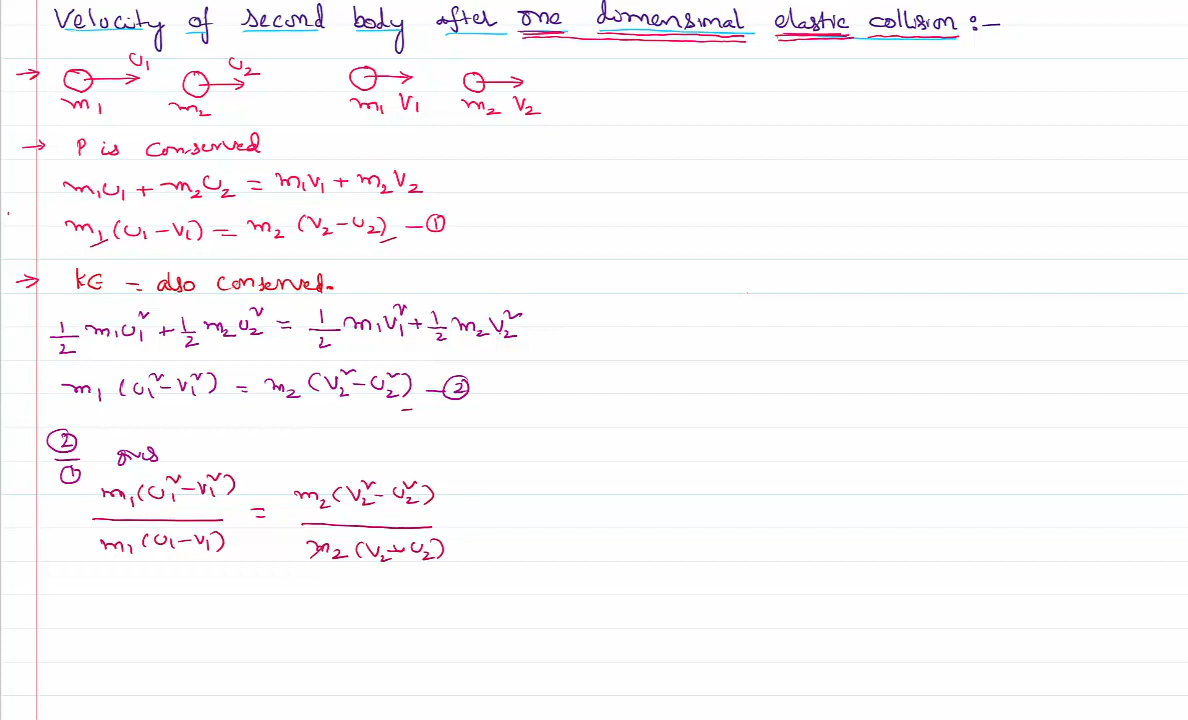 Velocity of second body after one dimensional elastic collision :-
→ u₁ u₂
m₁ m₂ m₁ v₁ m₂ v₂
→ P is conserved
m₁u₁ + m₂u₂ = m₁v₁ + m₂v₂
m₁(u₁ - v₁) = m₂(v₂ - u₂) — ①
→ KE = also conserved.
1/2 m₁u₁² + 1/2 m₂u₂² = 1/2 m₁v₁² + 1/2 m₂v₂²
m₁(u₁² - v₁²) = m₂(v₂² - u₂²) — ②
②/① gives
m₁(u₁² - v₁²)/m₁(u₁ - v₁) = m₂(v₂² - u₂²)/m₂(v₂ + u₂)